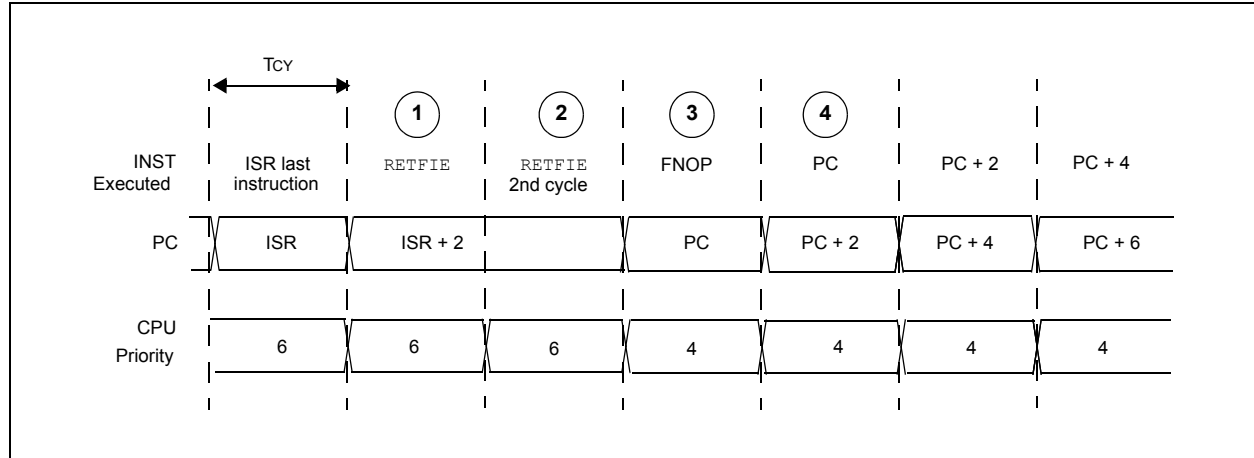 TCY
1 2 3 4
INST Executed ISR last instruction RETFIE RETFIE 2nd cycle FNOP PC PC + 2 PC + 4
PC ISR ISR + 2 PC PC + 2 PC + 4 PC + 6
CPU Priority 6 6 6 4 4 4 4